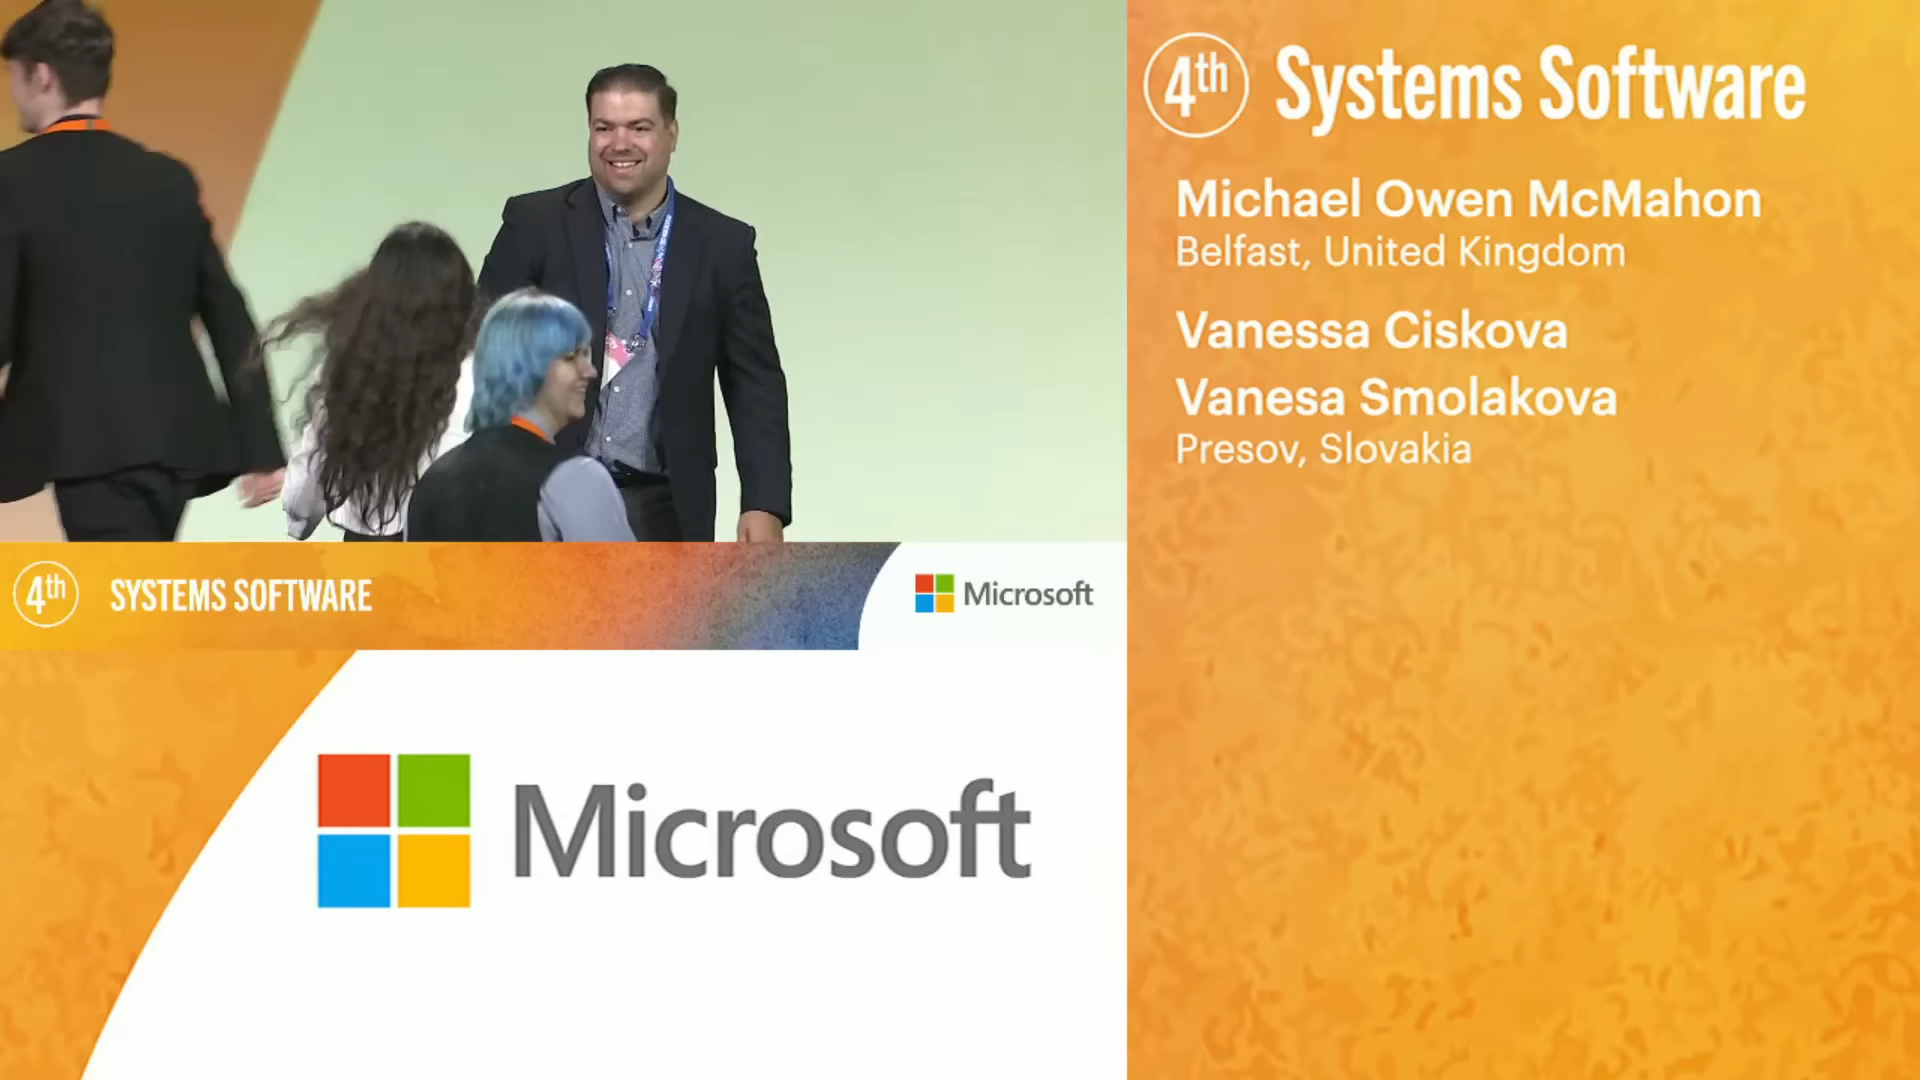 4th Systems Software
Michael Owen McMahon
Belfast, United Kingdom
Vanessa Ciskova
Vanesa Smolakova
Presov, Slovakia
4th SYSTEMS SOFTWARE
Microsoft
Microsoft